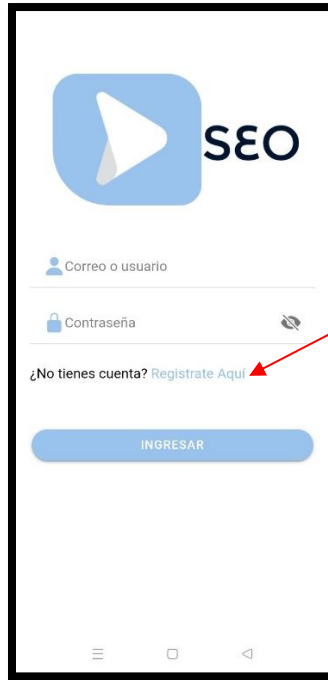 SEO
Correo o usuario
Contraseña
¿No tienes cuenta? Registrate Aquí
INGRESAR